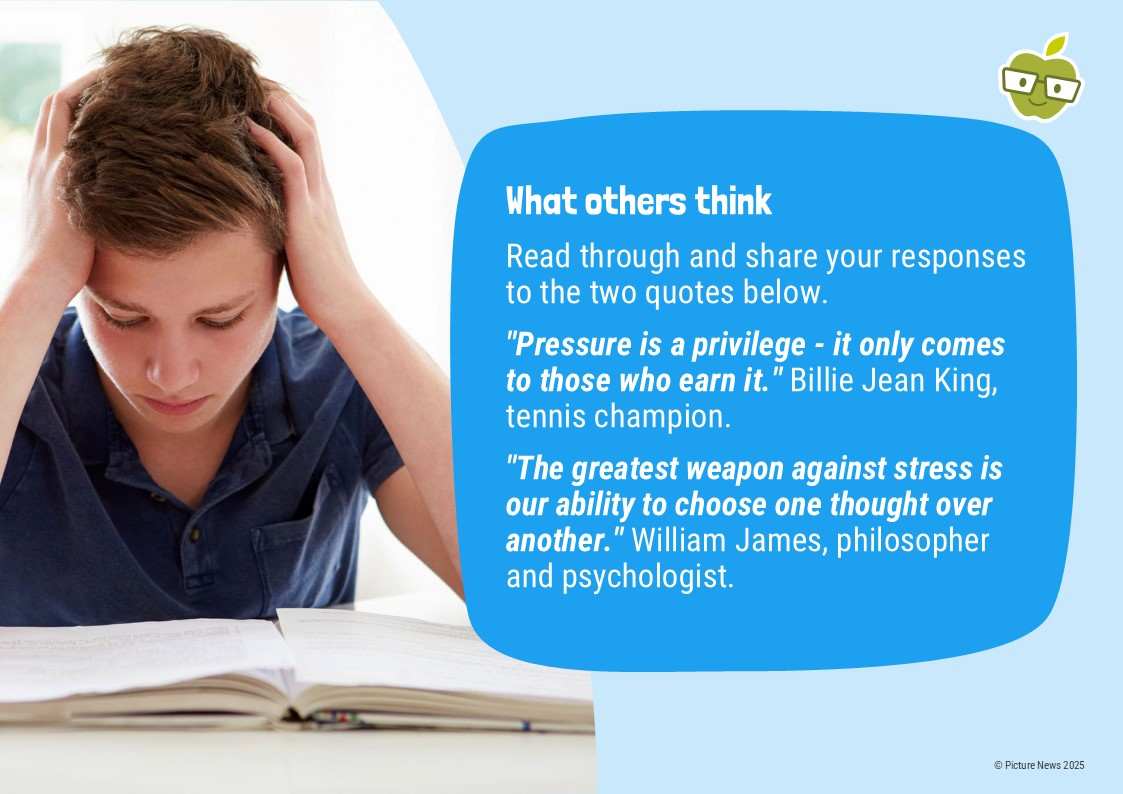 What others think
Read through and share your responses
to the two quotes below.
"Pressure is a privilege - it only comes
to those who earn it." Billie Jean King,
tennis champion.
"The greatest weapon against stress is
our ability to choose one thought over
another." William James, philosopher
and psychologist.
© Picture News 2025